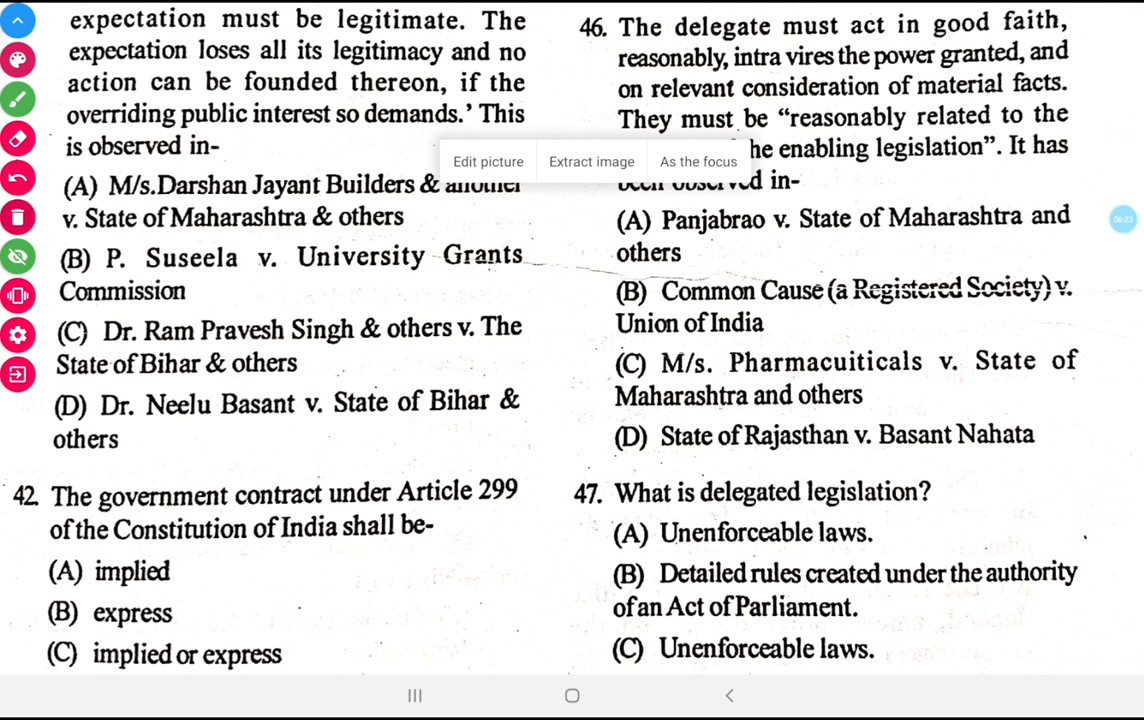 expectation must be legitimate. The
expectation loses all its legitimacy and no
action can be founded thereon, if the
overriding public interest so demands.' This
is observed in-
(A) M/s.Darshan Jayant Builders & another
v. State of Maharashtra & others
(B) P. Suseela v. University Grants
Commission
(C) Dr. Ram Pravesh Singh & others v. The
State of Bihar & others
(D) Dr. Neelu Basant v. State of Bihar &
others
42. The government contract under Article 299
of the Constitution of India shall be-
(A) implied
(B) express
(C) implied or express
46. The delegate must act in good faith,
reasonably, intra vires the power granted, and
on relevant consideration of material facts.
They must be “reasonably related to the
he enabling legislation”. It has
been observed in-
(A) Panjabrao v. State of Maharashtra and
others
(B) Common Cause (a Registered Society) v.
Union of India
(C) M/s. Pharmacuiticals v. State of
Maharashtra and others
(D) State of Rajasthan v. Basant Nahata
47. What is delegated legislation?
(A) Unenforceable laws.
(B) Detailed rules created under the authority
of an Act of Parliament.
(C) Unenforceable laws.
Edit picture Extract image As the focus
06:23